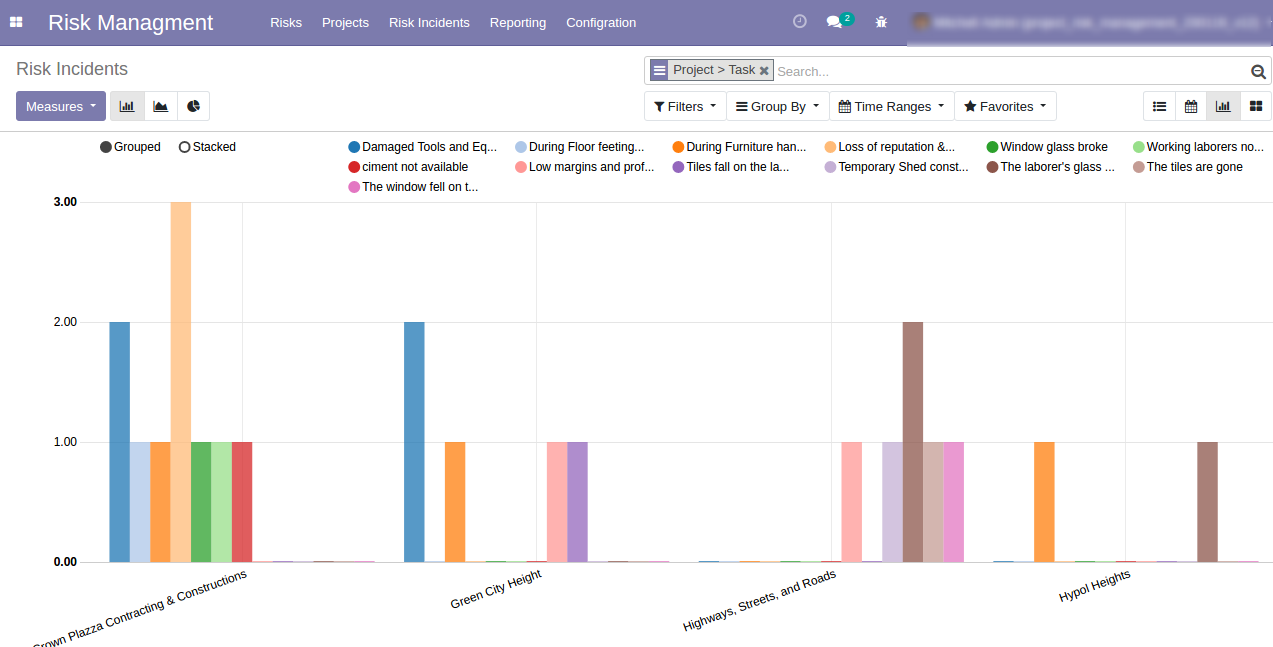 Risk Managment Risks Projects Risk Incidents Reporting Configration 2
Risk Incidents
Project > Task Search...
Measures Filters Group By Time Ranges Favorites
Grouped Stacked Damaged Tools and Eq... During Floor feeting... During Furniture han... Loss of reputation &... Window glass broke Working laborers no...
ciment not available Low margins and prof... Tiles fall on the la... Temporary Shed const... The laborer's glass ... The tiles are gone
The window fell on t...
3.00
2.00
1.00
0.00
Crown Plazza Contracting & Constructions Green City Height Highways, Streets, and Roads Hypol Heights